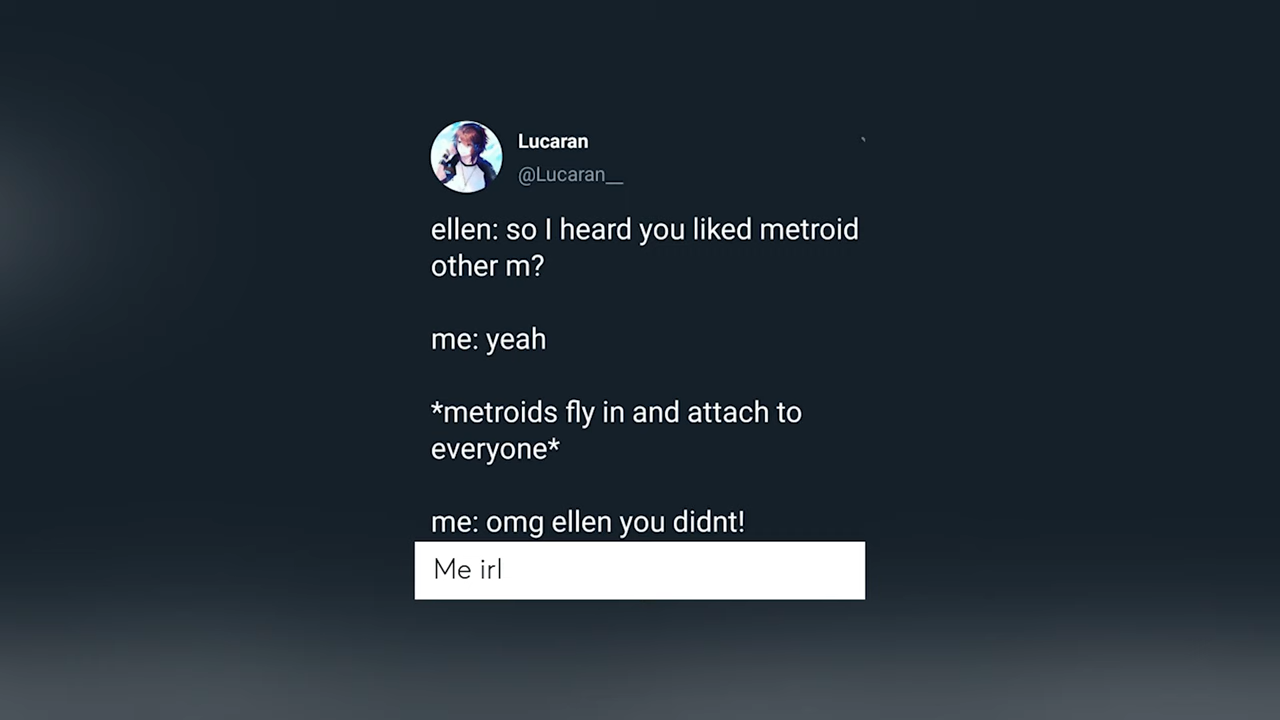 Lucaran
@Lucaran__
ellen: so I heard you liked metroid
other m?
me: yeah
*metroids fly in and attach to
everyone*
me: omg ellen you didnt!
Me irl